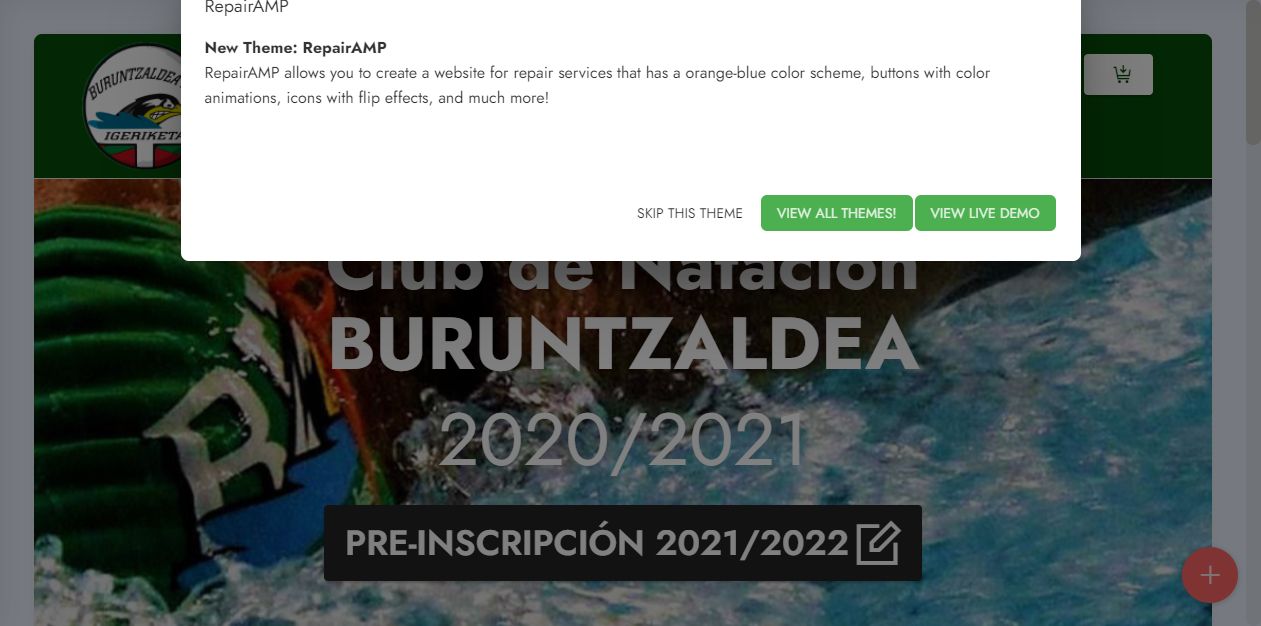 RepairAMP
New Theme: RepairAMP
RepairAMP allows you to create a website for repair services that has a orange-blue color scheme, buttons with color
animations, icons with flip effects, and much more!
SKIP THIS THEME
VIEW ALL THEMES!
VIEW LIVE DEMO
BURUNTZALDEA
IGERIKETA
Club de Natación
BURUNTZALDEA
2020/2021
PRE-INSCRIPCIÓN 2021/2022